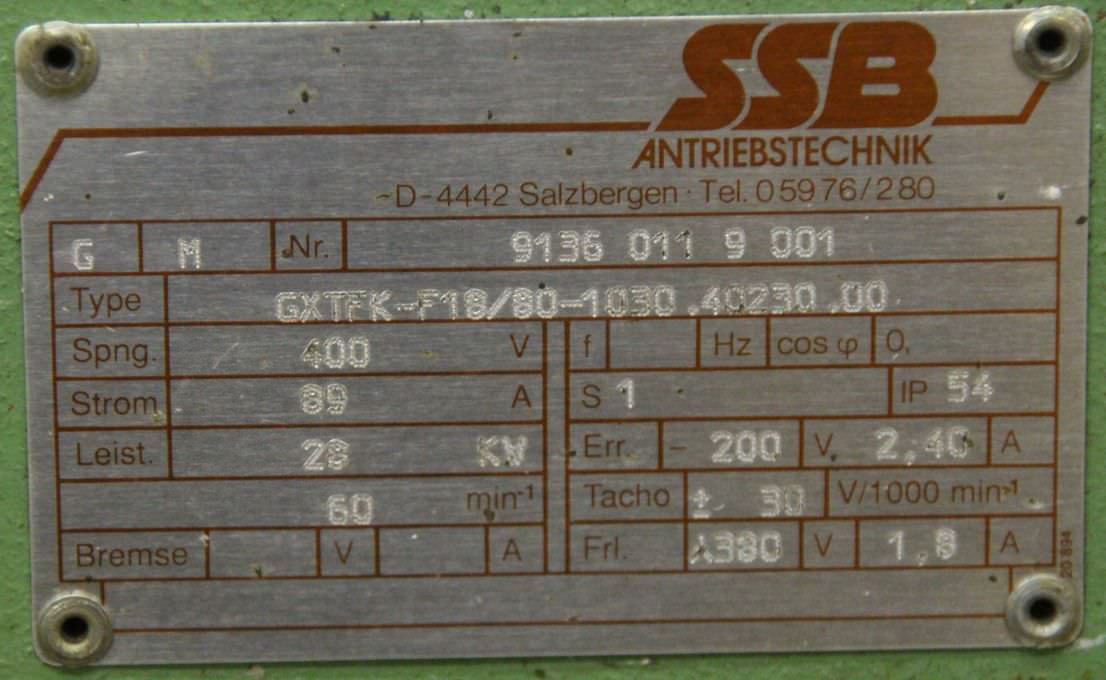 SSB
ANTRIEBSTECHNIK
D-4442 Salzbergen · Tel. 05976/280
G M Nr. 9136 011 9 001
Type GXTFK-F18/80-1030.40230.00
Spng. 400 V f Hz cos φ 0,
Strom 89 A S 1 IP 54
Leist. 28 KW Err. - 200 V 2,40 A
60 min-1 Tacho ± 30 V/1000 min-1
Bremse V A Frl. 380 V 1,8 A
20 894